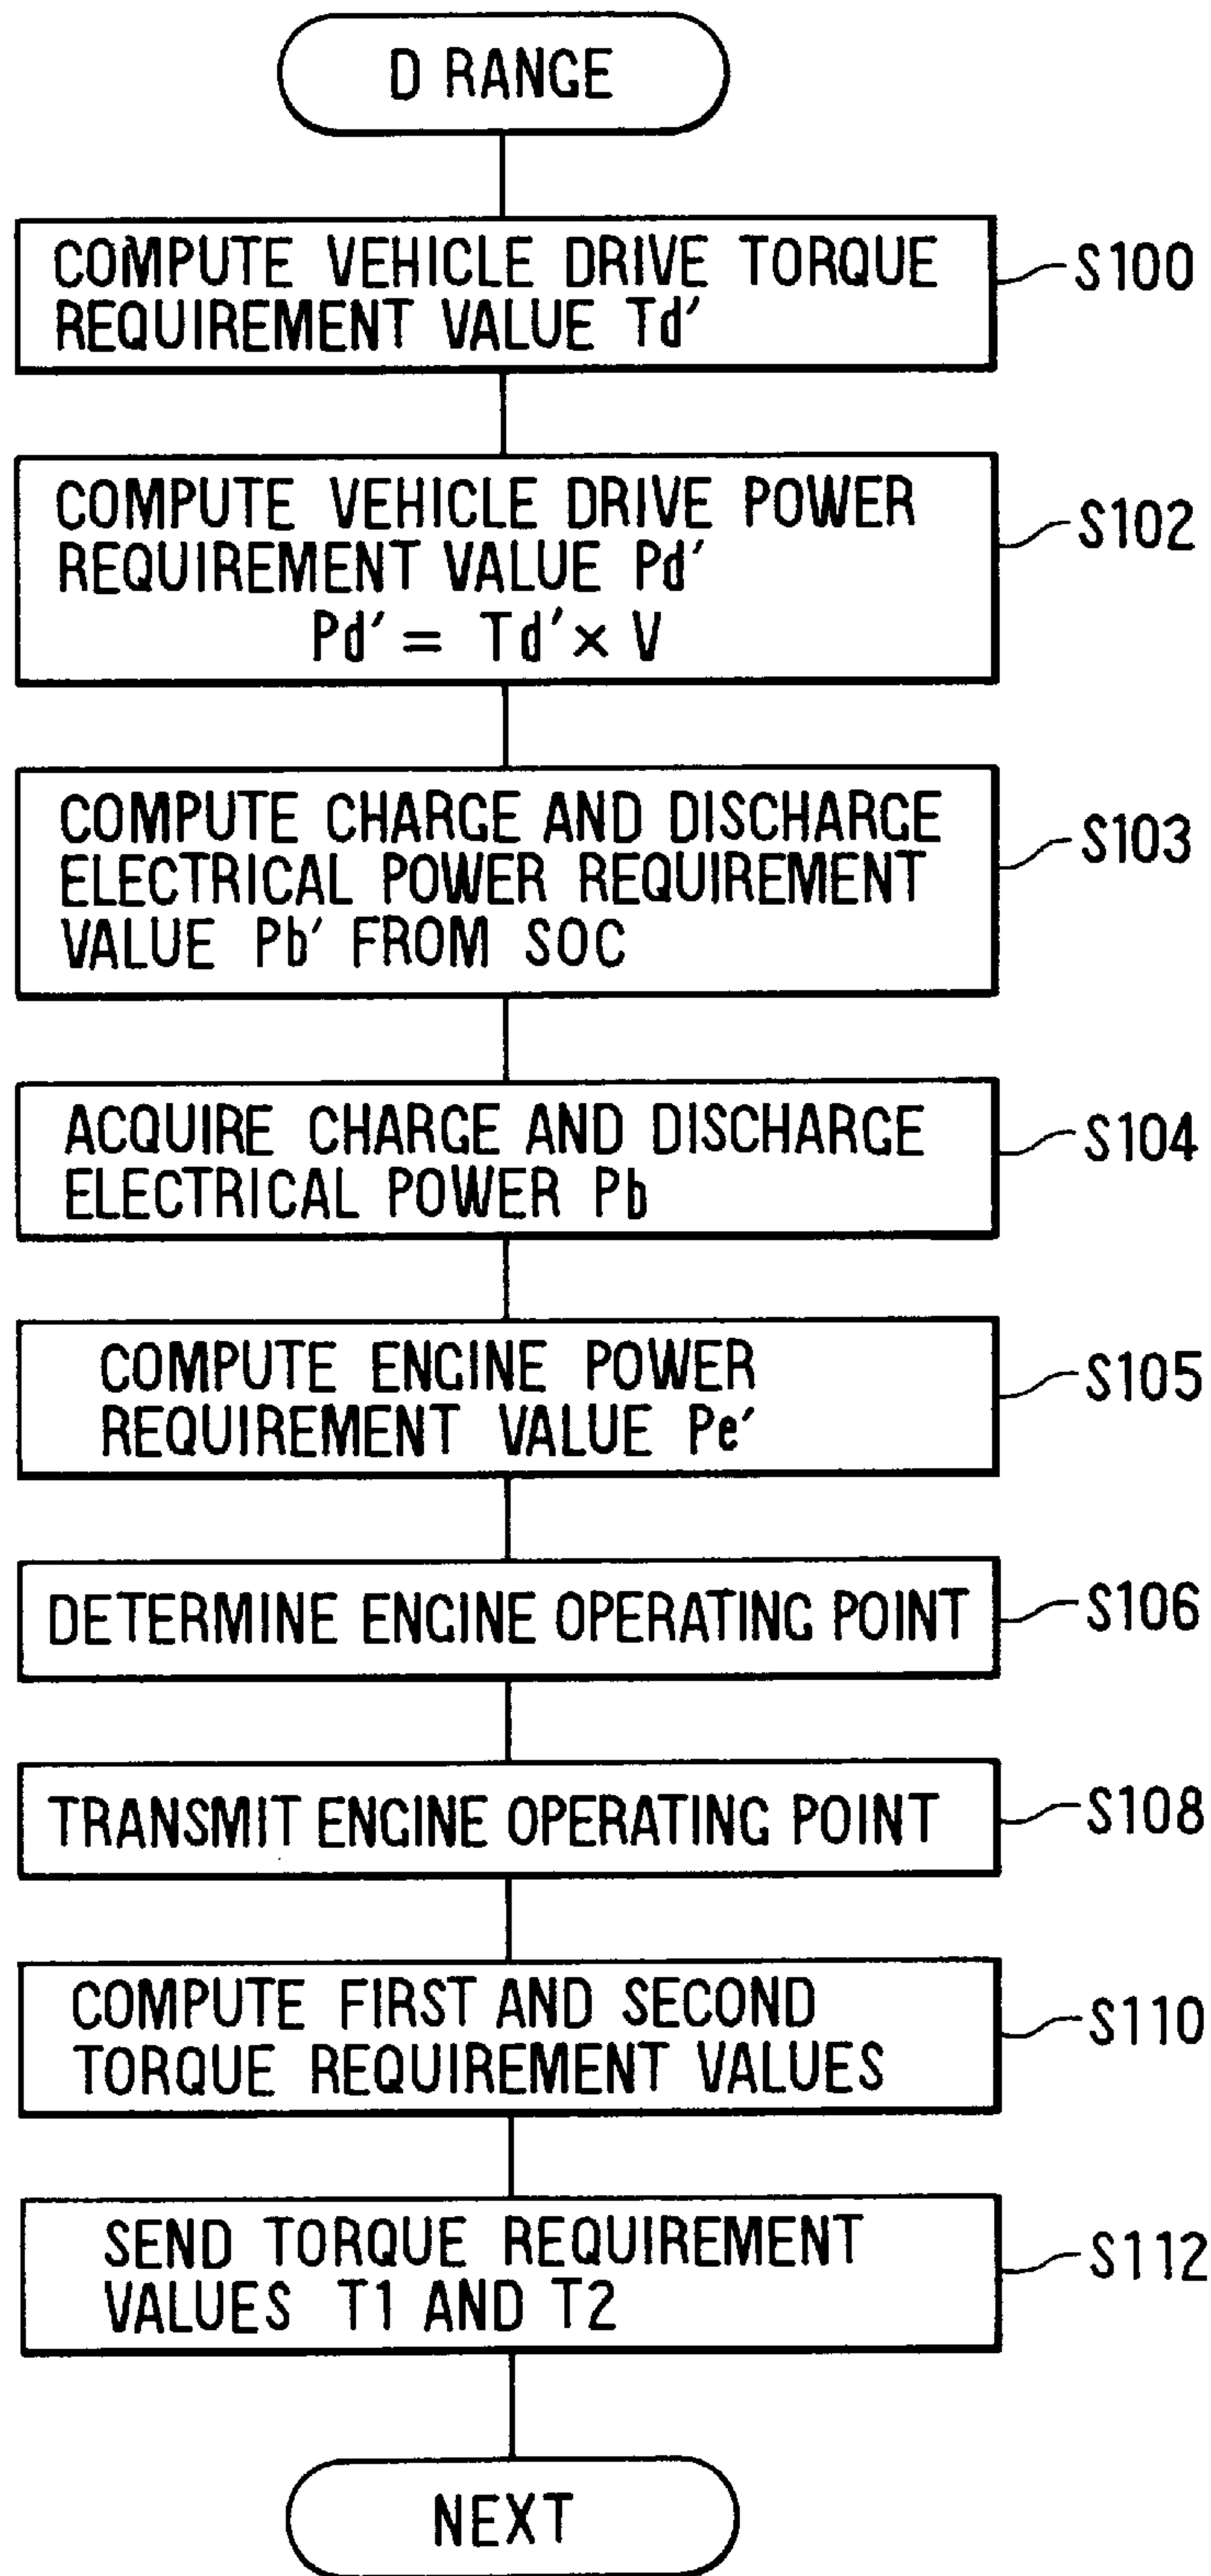 D RANGE
COMPUTE VEHICLE DRIVE TORQUE
REQUIREMENT VALUE Td′
S100
COMPUTE VEHICLE DRIVE POWER
REQUIREMENT VALUE Pd′
Pd′ = Td′ × V
S102
COMPUTE CHARGE AND DISCHARGE
ELECTRICAL POWER REQUIREMENT
VALUE Pb′ FROM SOC
S103
ACQUIRE CHARGE AND DISCHARGE
ELECTRICAL POWER Pb
S104
COMPUTE ENGINE POWER
REQUIREMENT VALUE Pe′
S105
DETERMINE ENGINE OPERATING POINT
S106
TRANSMIT ENGINE OPERATING POINT
S108
COMPUTE FIRST AND SECOND
TORQUE REQUIREMENT VALUES
S110
SEND TORQUE REQUIREMENT
VALUES T1 AND T2
S112
NEXT